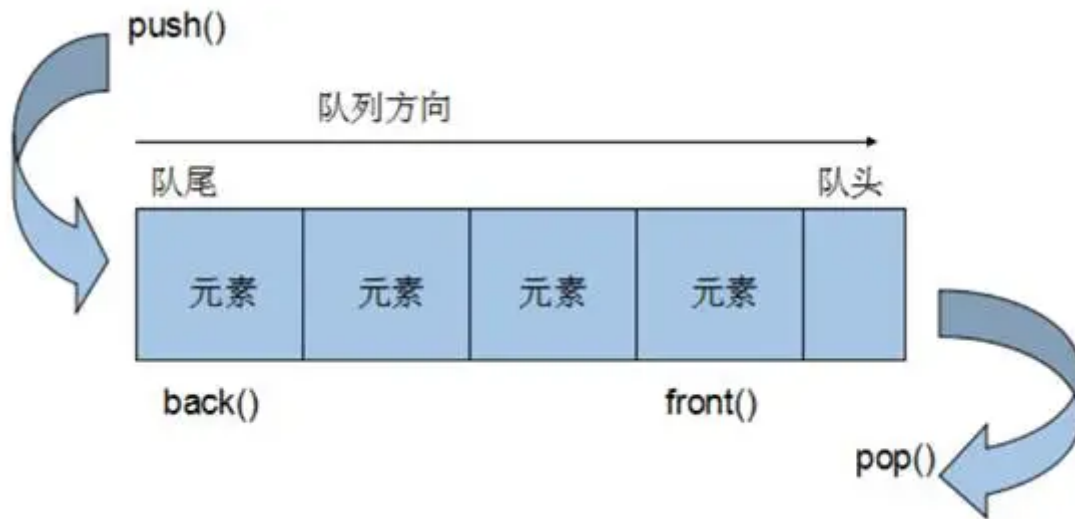 push()
队列方向
队尾 队头
元素 元素 元素 元素
back() front()
pop()